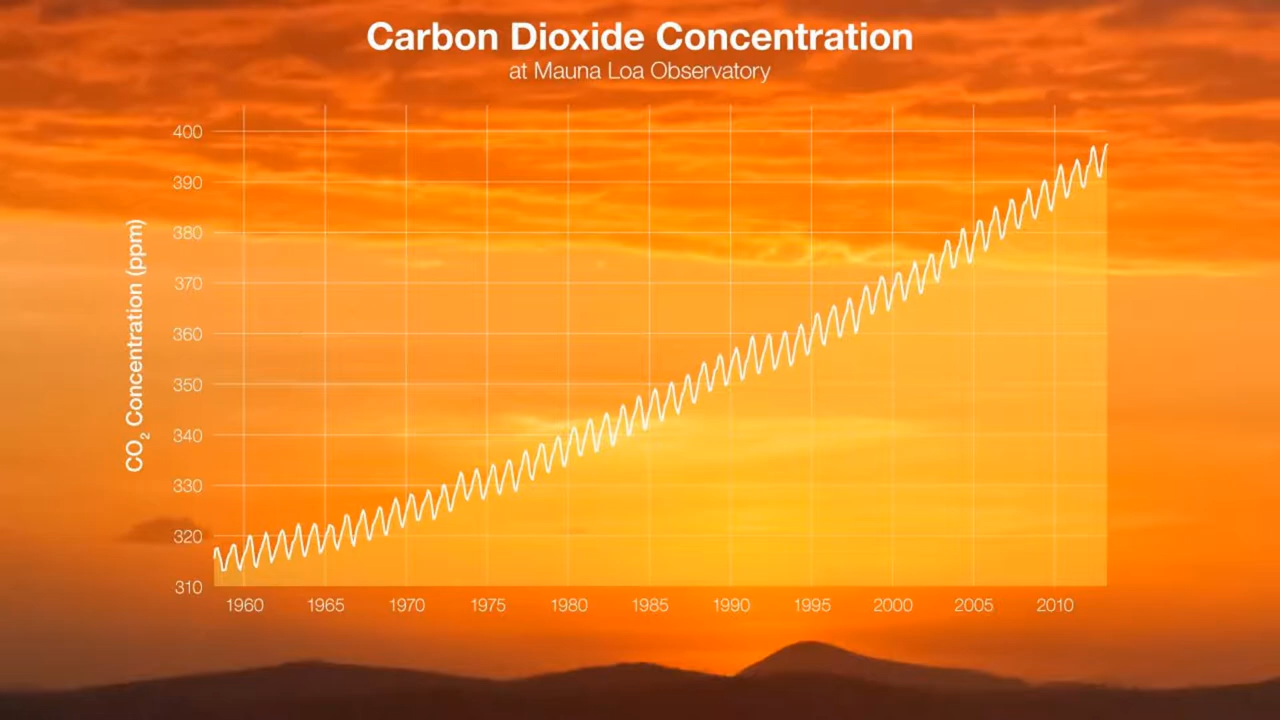 Carbon Dioxide Concentration
at Mauna Loa Observatory
CO₂ Concentration (ppm)
400
390
380
370
360
350
340
330
320
310
1960 1965 1970 1975 1980 1985 1990 1995 2000 2005 2010